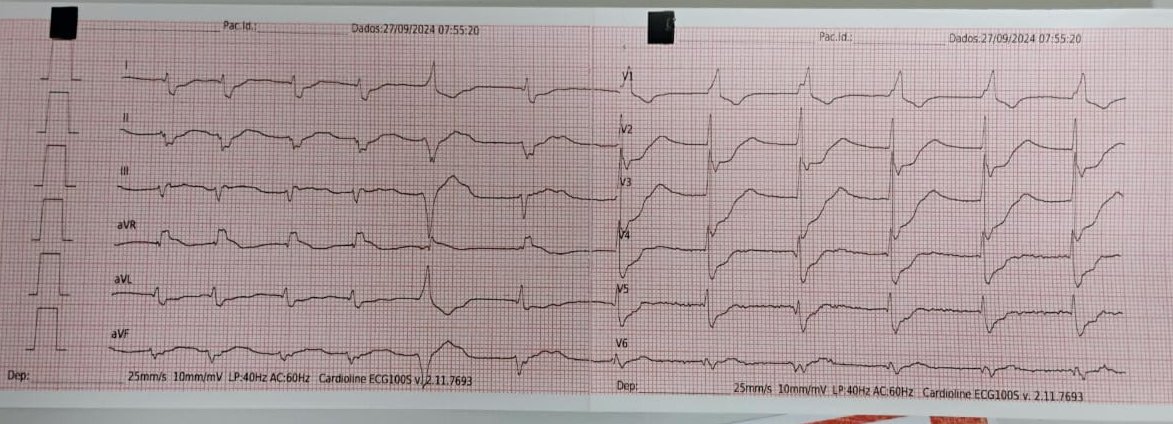 Pac.Id.: Dados:27/09/2024 07:55:20
I
II
III
aVR
aVL
aVF
Dep: 25mm/s 10mm/mV LP:40Hz AC:60Hz Cardioline ECG100S v. 2.11.7693
Pac.Id.: Dados:27/09/2024 07:55:20
V1
V2
V3
V4
V5
V6
Dep: 25mm/s 10mm/mV LP:40Hz AC:60Hz Cardioline ECG100S v. 2.11.7693